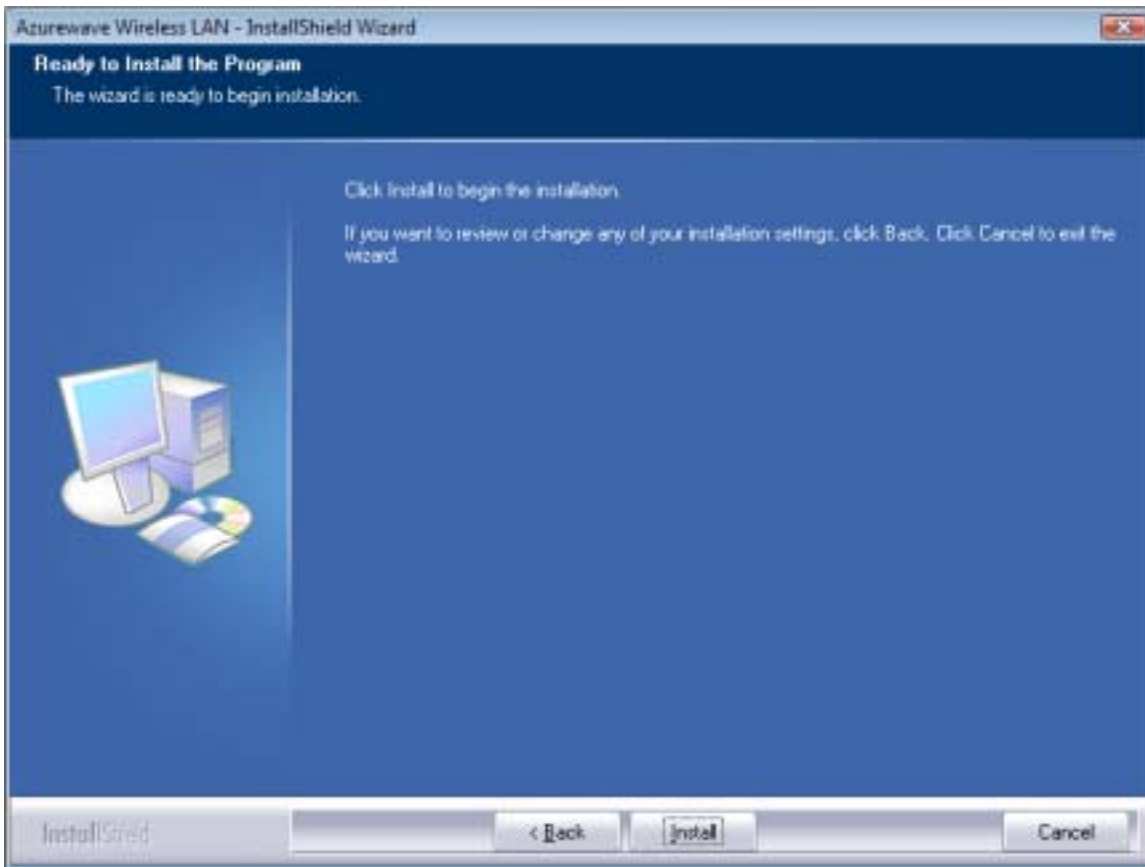 Azurewave Wireless LAN - InstallShield Wizard
Ready to Install the Program
The wizard is ready to begin installation.
Click Install to begin the installation.
If you want to review or change any of your installation settings, click Back. Click Cancel to exit the
wizard.
InstallShield
< Back
Install
Cancel